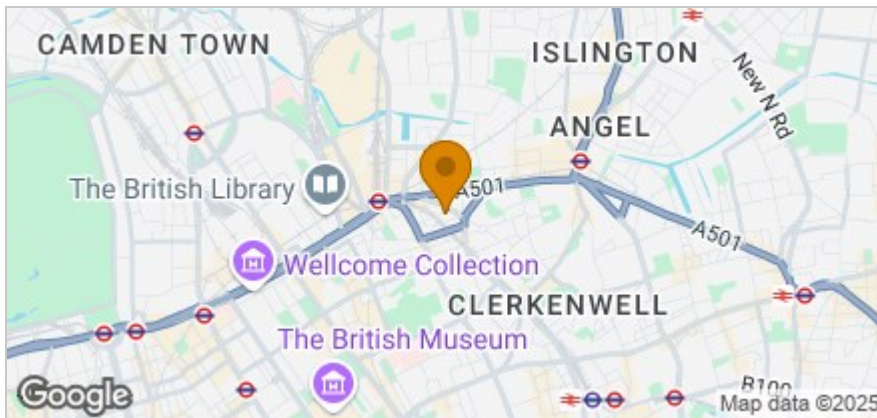 CAMDEN TOWN
ISLINGTON
New N Rd
ANGEL
The British Library
A501
A501
Wellcome Collection
CLERKENWELL
The British Museum
B100
Google
Map data ©2025